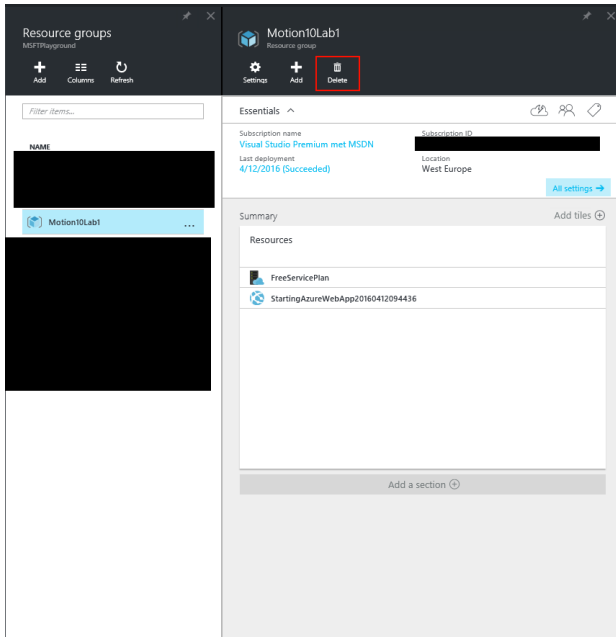 Resource groups
MSFTPlayground
Add Columns Refresh
Filter items...
NAME
Motion10Lab1
...
Motion10Lab1
Resource group
Settings Add Delete
Essentials
Subscription name
Visual Studio Premium met MSDN
Subscription ID
Last deployment
4/12/2016 (Succeeded)
Location
West Europe
All settings →
Summary
Add tiles
Resources
FreeServicePlan
StartingAzureWebApp20160412094436
Add a section